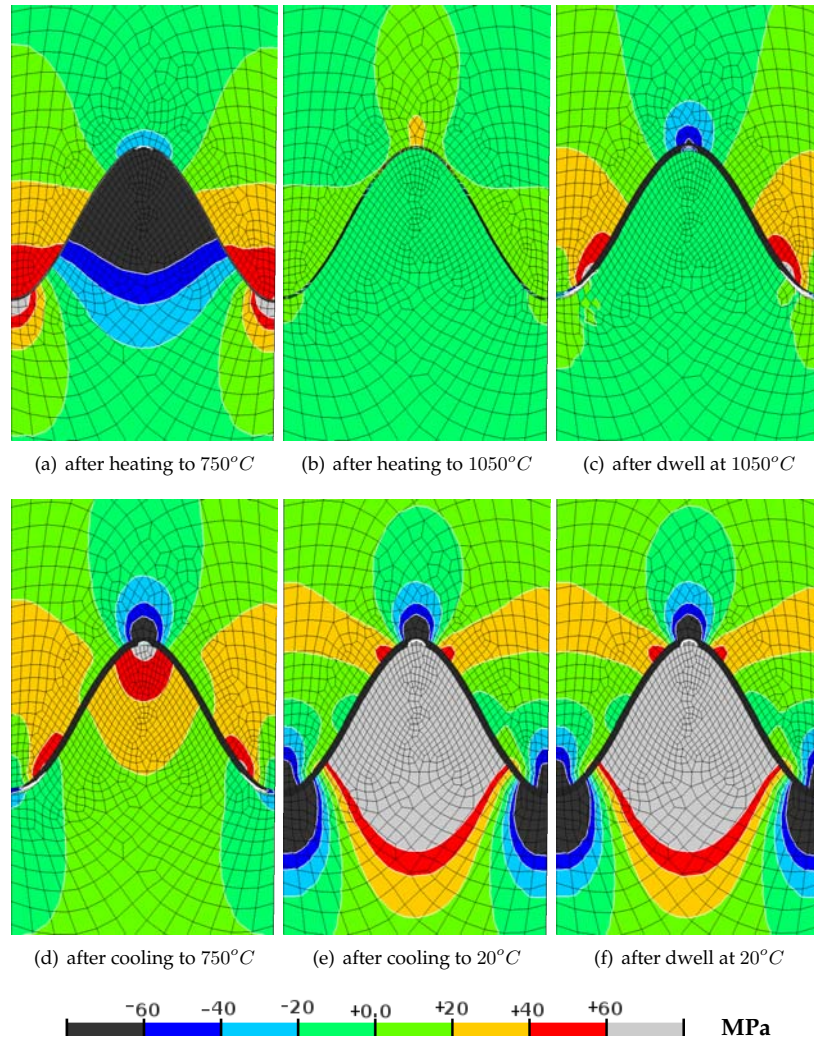 (a) after heating to 750°C
(b) after heating to 1050°C
(c) after dwell at 1050°C
(d) after cooling to 750°C
(e) after cooling to 20°C
(f) after dwell at 20°C
-60 -40 -20 +0.0 +20 +40 +60
MPa